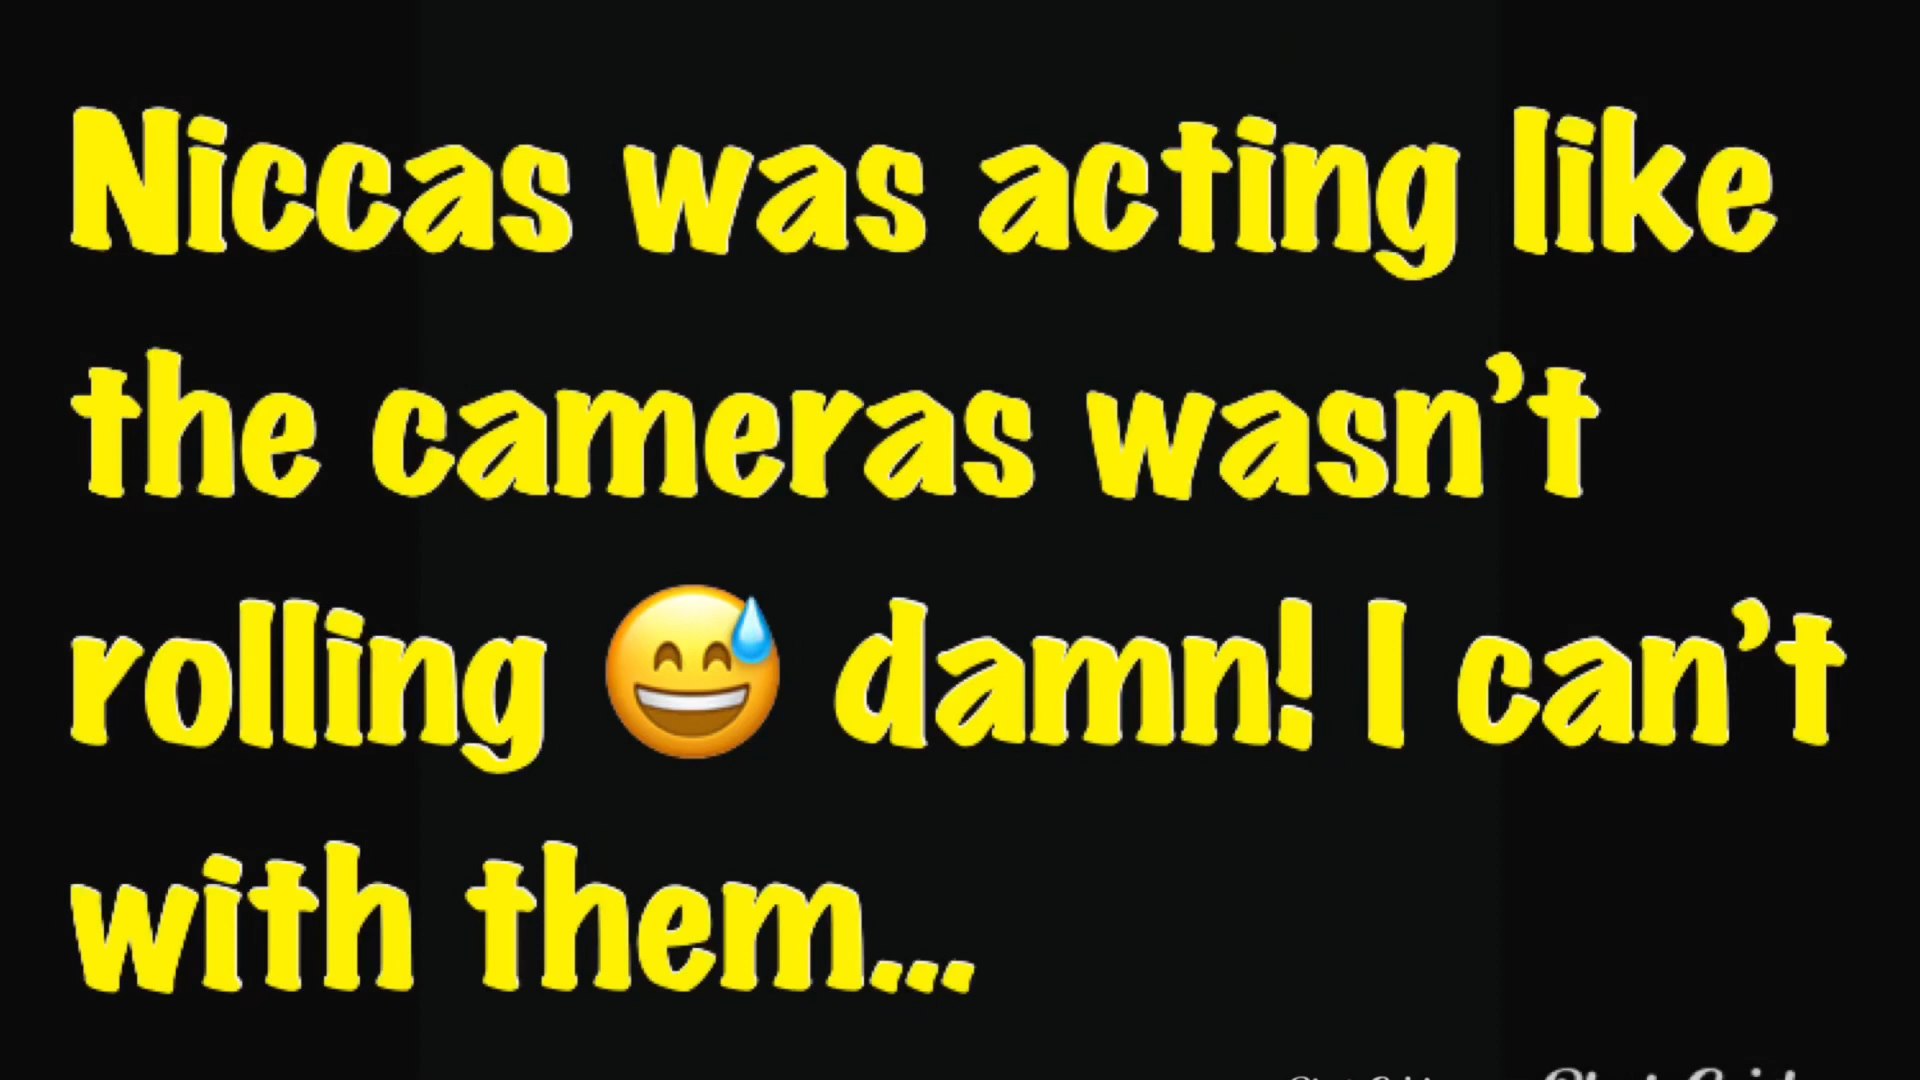 Niccas was acting like
the cameras wasn’t
rolling 😅 damn! I can’t
with them...